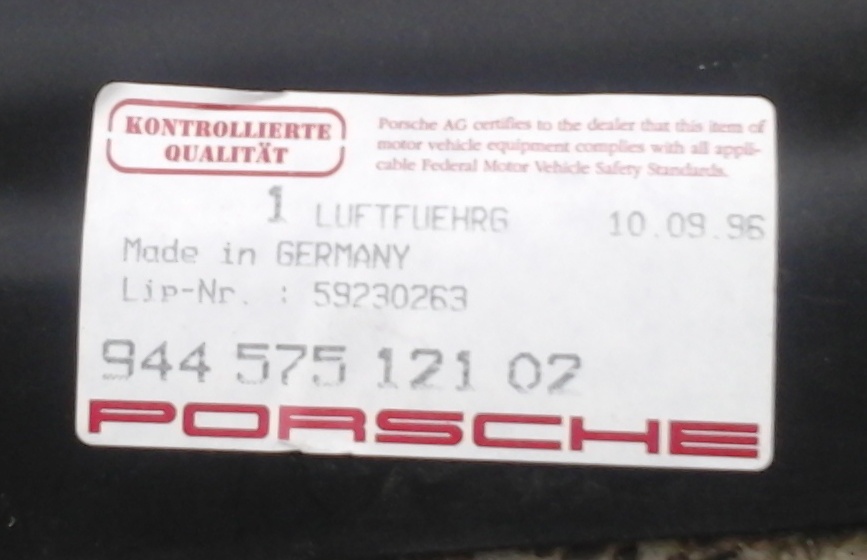 KONTROLLIERTE
QUALITÄT
Porsche AG certifies to the dealer that this item of
motor vehicle equipment complies with all appli-
cable Federal Motor Vehicle Safety Standards.
1 LUFTFUEHRG 10.09.96
Made in GERMANY
Lip-Nr. : 59230263
944 575 121 02
PORSCHE